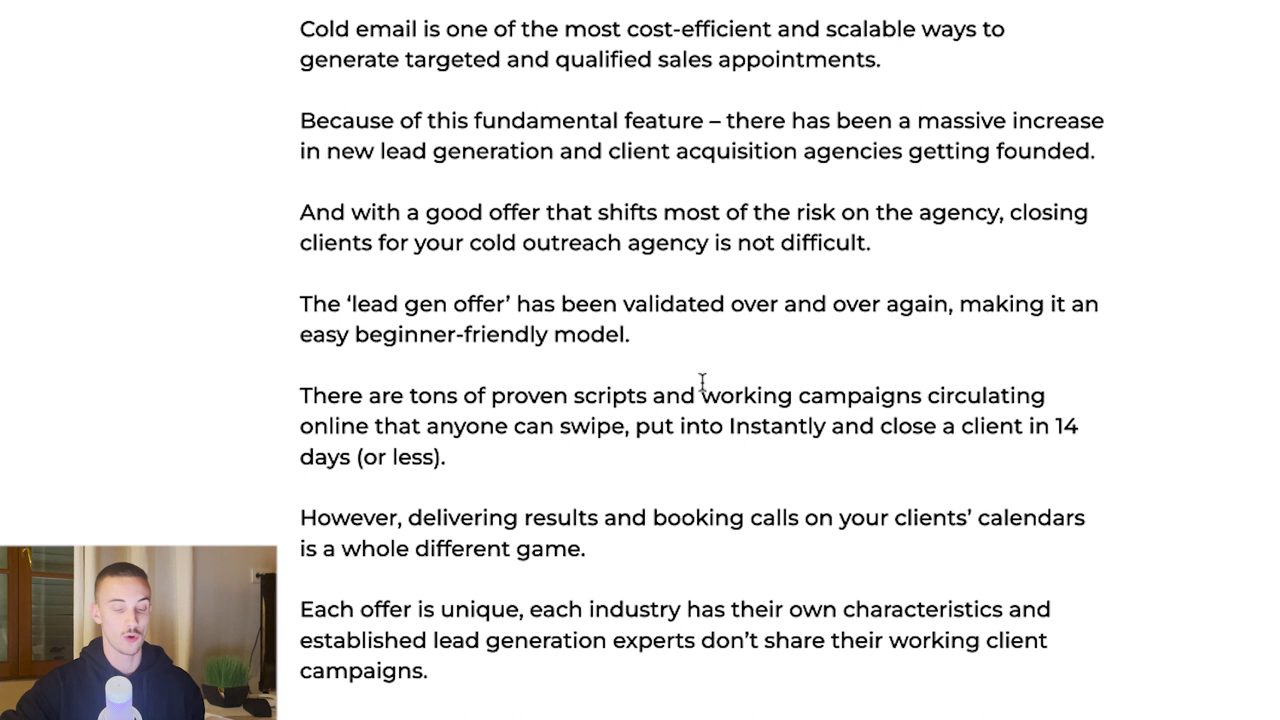 Cold email is one of the most cost-efficient and scalable ways to
generate targeted and qualified sales appointments.
Because of this fundamental feature – there has been a massive increase
in new lead generation and client acquisition agencies getting founded.
And with a good offer that shifts most of the risk on the agency, closing
clients for your cold outreach agency is not difficult.
The ‘lead gen offer’ has been validated over and over again, making it an
easy beginner-friendly model.
There are tons of proven scripts and working campaigns circulating
online that anyone can swipe, put into Instantly and close a client in 14
days (or less).
However, delivering results and booking calls on your clients’ calendars
is a whole different game.
Each offer is unique, each industry has their own characteristics and
established lead generation experts don’t share their working client
campaigns.